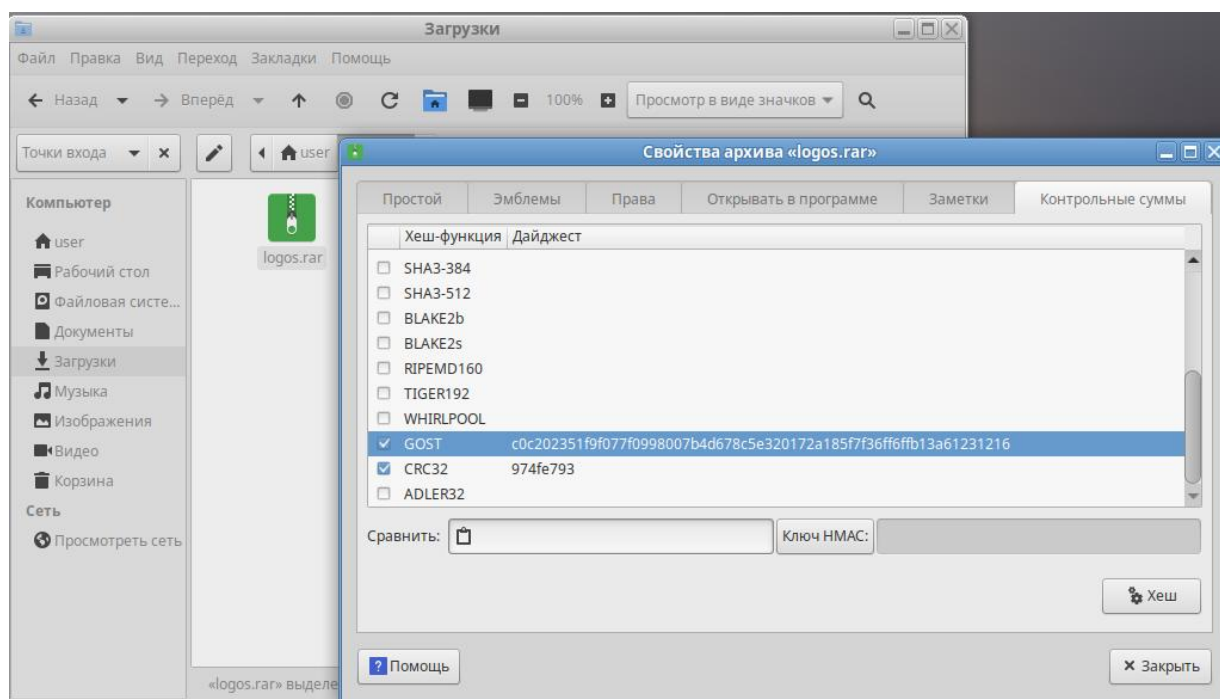 Загрузки
Файл Правка Вид Переход Закладки Помощь
Назад Вперёд 100% Просмотр в виде значков
Точки входа user
Свойства архива «logos.rar»
Компьютер
user
Рабочий стол
Файловая систе...
Документы
Загрузки
Музыка
Изображения
Видео
Корзина
Сеть
Просмотреть сеть
logos.rar
«logos.rar» выделе
Простой Эмблемы Права Открывать в программе Заметки Контрольные суммы
Хеш-функция Дайджест
SHA3-384
SHA3-512
BLAKE2b
BLAKE2s
RIPEMD160
TIGER192
WHIRLPOOL
GOST c0c202351f9f077f0998007b4d678c5e320172a185f7f36ff6ffb13a61231216
CRC32 974fe793
ADLER32
Сравнить: Ключ HMAC:
Хеш
? Помощь Закрыть